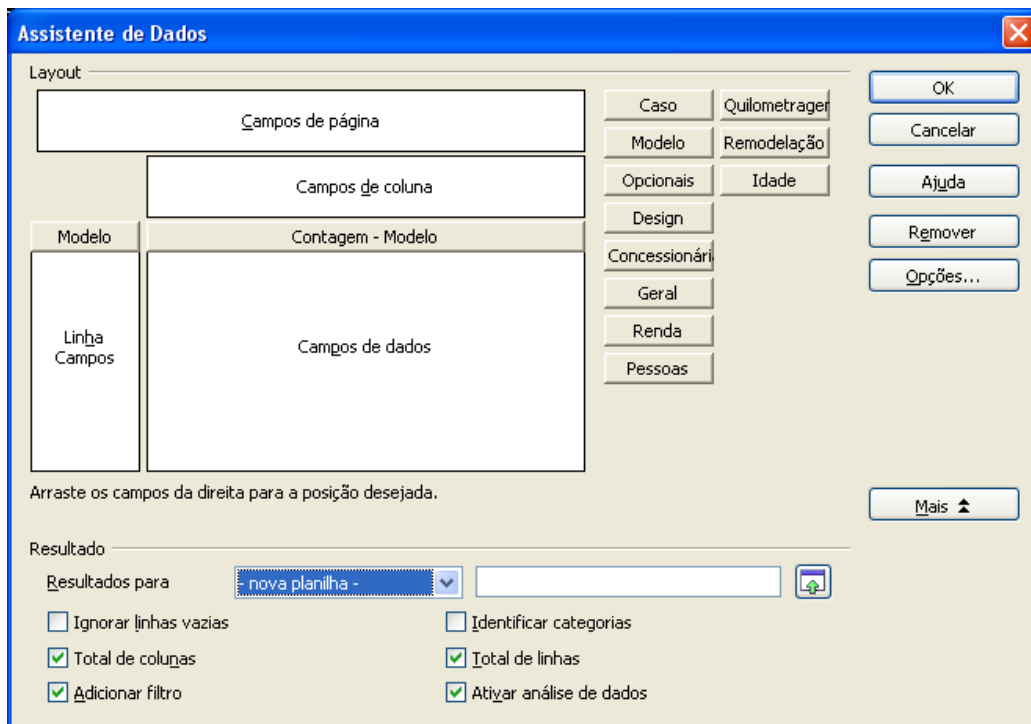 Assistente de Dados
Layout
Campos de página
Campos de coluna
Modelo
Contagem - Modelo
Linha
Campos
Campos de dados
Caso
Quilometrager
Modelo
Remodelação
Opcionais
Idade
Design
Concessionári
Geral
Renda
Pessoas
OK
Cancelar
Ajuda
Remover
Opções...
Arraste os campos da direita para a posição desejada.
Mais
Resultado
Resultados para
- nova planilha -
Ignorar linhas vazias
Identificar categorias
Total de colunas
Total de linhas
Adicionar filtro
Ativar análise de dados